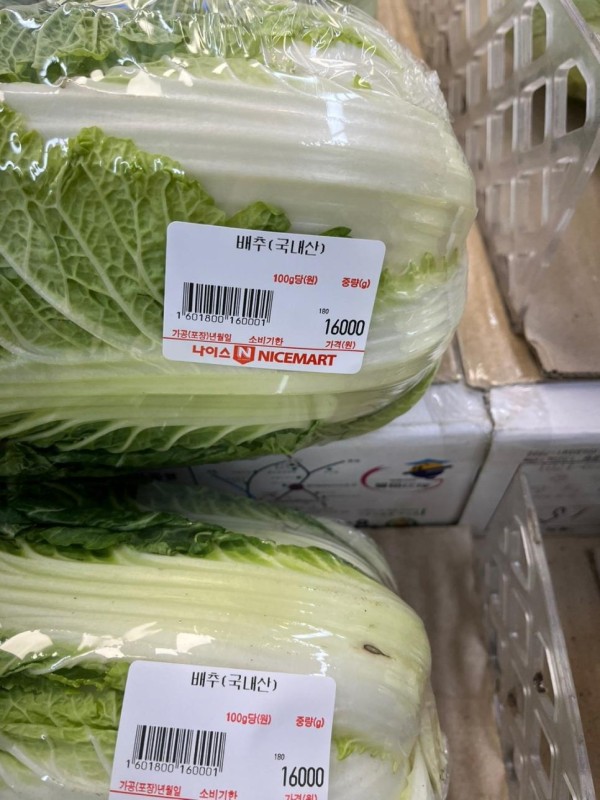 배추(국내산)
100g당(원) 중량(g)
180
1 601800 160001 16000
가공(포장)년월일 소비기한 가격(원)
나이스 N NICEMART
배추(국내산)
100g당(원) 중량(g)
180
1 601800 160001 16000
가공(포장)년월일 소비기한 가격(원)